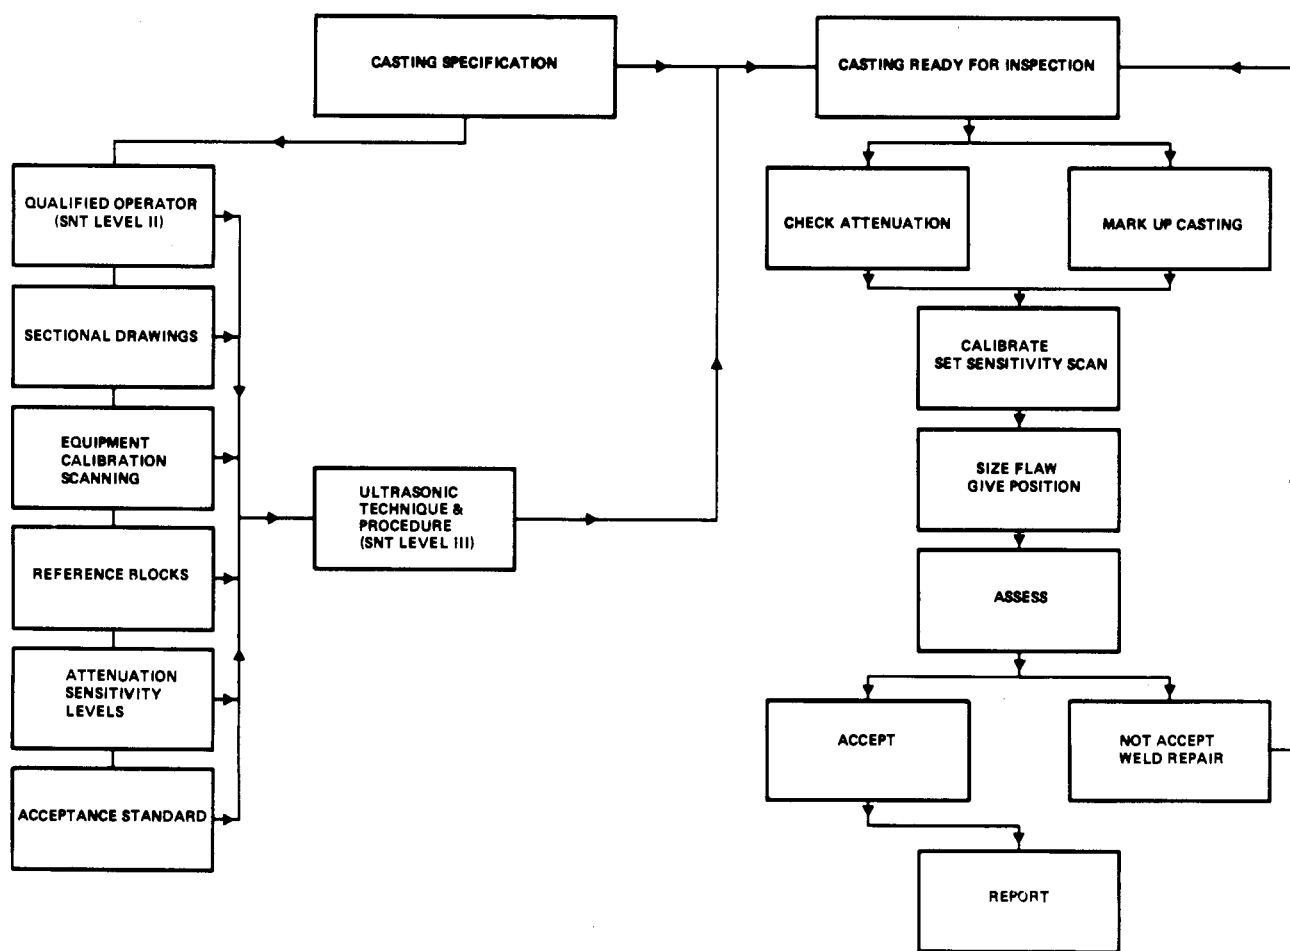 CASTING SPECIFICATION
CASTING READY FOR INSPECTION
QUALIFIED OPERATOR
(SNT LEVEL II)
SECTIONAL DRAWINGS
EQUIPMENT
CALIBRATION
SCANNING
REFERENCE BLOCKS
ATTENUATION
SENSITIVITY
LEVELS
ACCEPTANCE STANDARD
ULTRASONIC
TECHNIQUE &
PROCEDURE
(SNT LEVEL III)
CHECK ATTENUATION
MARK UP CASTING
CALIBRATE
SET SENSITIVITY SCAN
SIZE FLAW
GIVE POSITION
ASSESS
ACCEPT
NOT ACCEPT
WELD REPAIR
REPORT